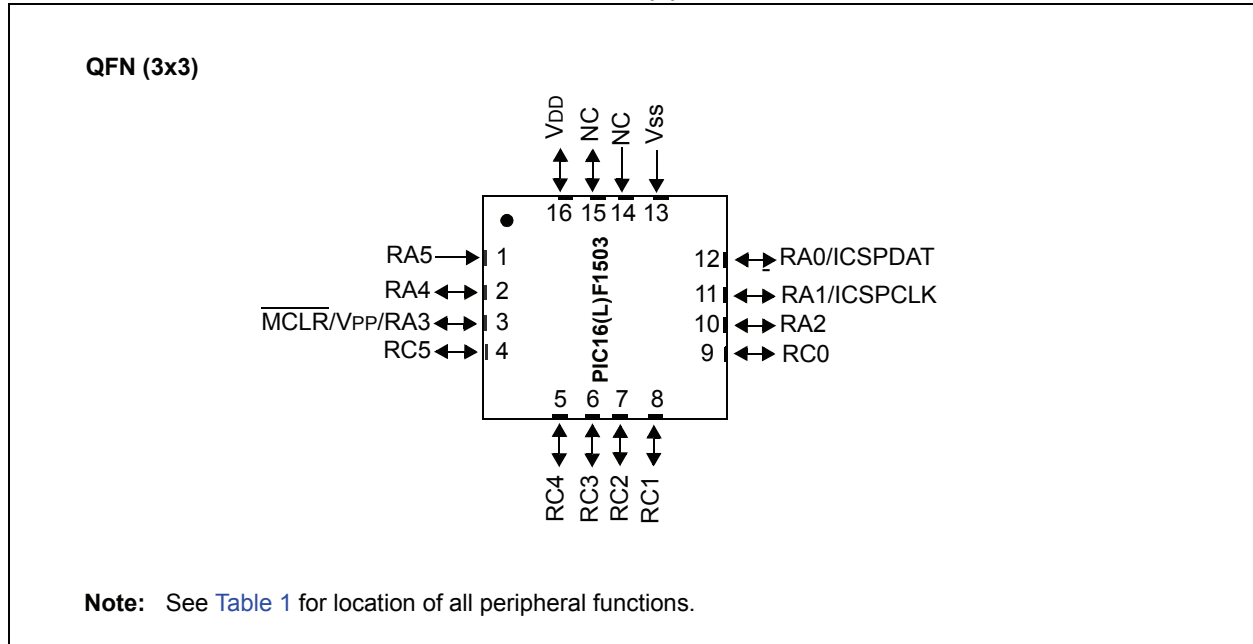 QFN (3x3)
VDD
NC
NC
Vss
16 15 14 13
RA5 1
RA4 2
MCLR/VPP/RA3 3
RC5 4
PIC16(L)F1503
12 RA0/ICSPDAT
11 RA1/ICSPCLK
10 RA2
9 RC0
5 6 7 8
RC4
RC3
RC2
RC1
Note: See Table 1 for location of all peripheral functions.